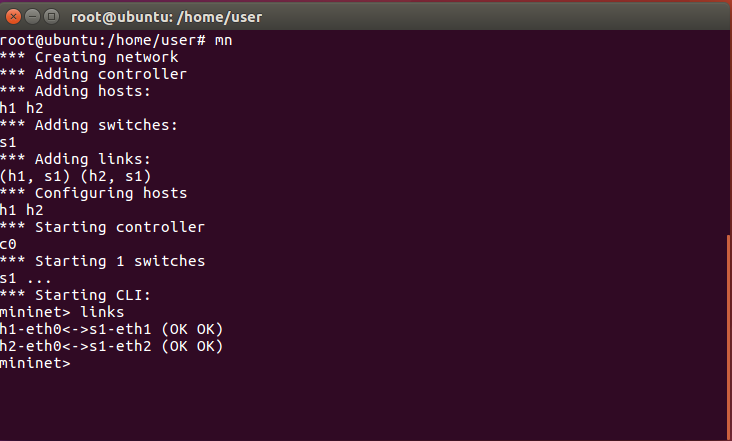 root@ubuntu: /home/user
root@ubuntu:/home/user# mn
*** Creating network
*** Adding controller
*** Adding hosts:
h1 h2
*** Adding switches:
s1
*** Adding links:
(h1, s1) (h2, s1)
*** Configuring hosts
h1 h2
*** Starting controller
c0
*** Starting 1 switches
s1 ...
*** Starting CLI:
mininet> links
h1-eth0<->s1-eth1 (OK OK)
h2-eth0<->s1-eth2 (OK OK)
mininet>